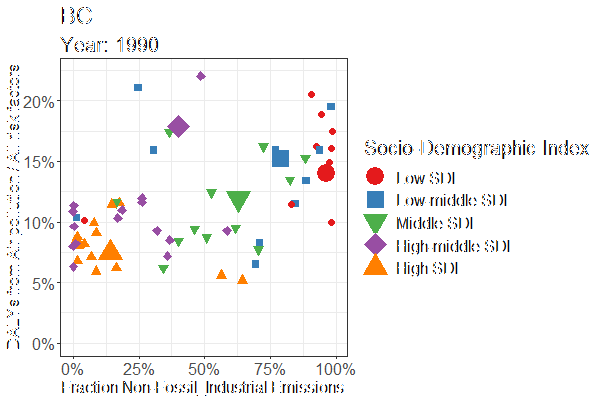 BC
Year: 1990
DALYs from Air pollution / All risk factors
20%
15%
10%
5%
0%
0%
25%
50%
75%
100%
Fraction Non-Fossil_Industrial Emissions
Socio-Demographic Index
Low SDI
Low-middle SDI
Middle SDI
High-middle SDI
High SDI